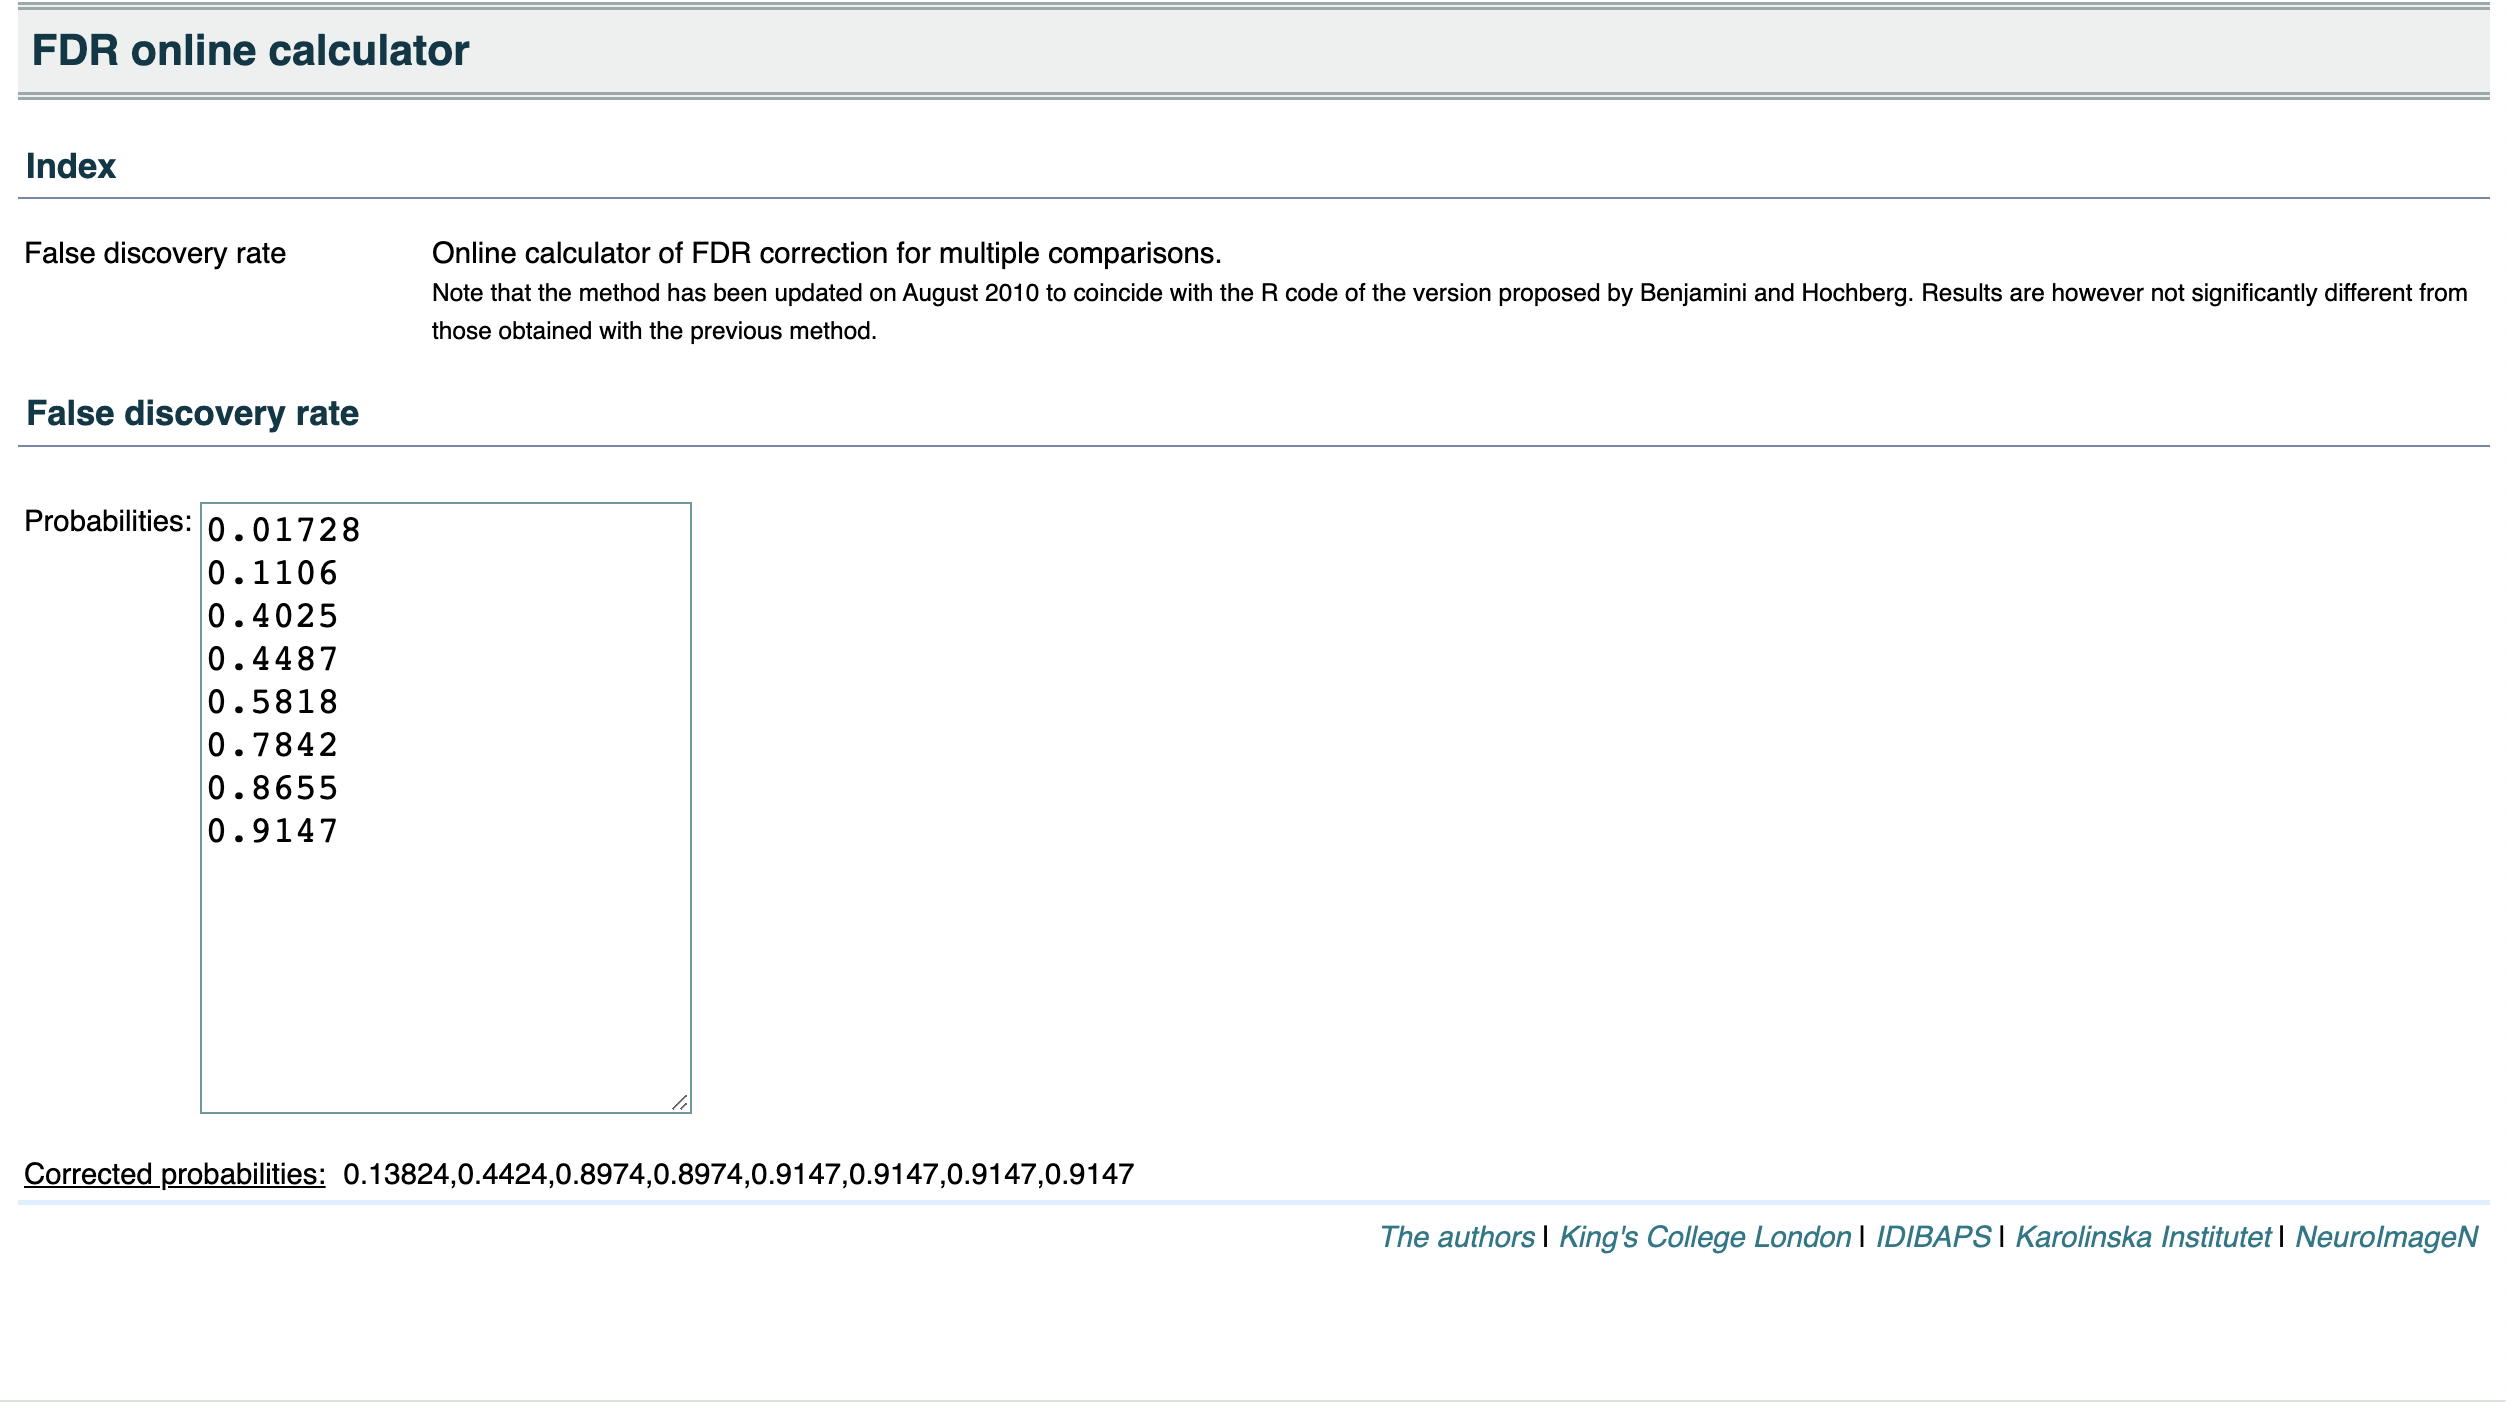 FDR online calculator
Index
False discovery rate
Online calculator of FDR correction for multiple comparisons.
Note that the method has been updated on August 2010 to coincide with the R code of the version proposed by Benjamini and Hochberg. Results are however not significantly different from
those obtained with the previous method.
False discovery rate
Probabilities:
0.01728
0.1106
0.4025
0.4487
0.5818
0.7842
0.8655
0.9147
Corrected probabilities: 0.13824,0.4424,0.8974,0.8974,0.9147,0.9147,0.9147,0.9147
The authors | King's College London | IDIBAPS | Karolinska Institutet | NeuroImageN